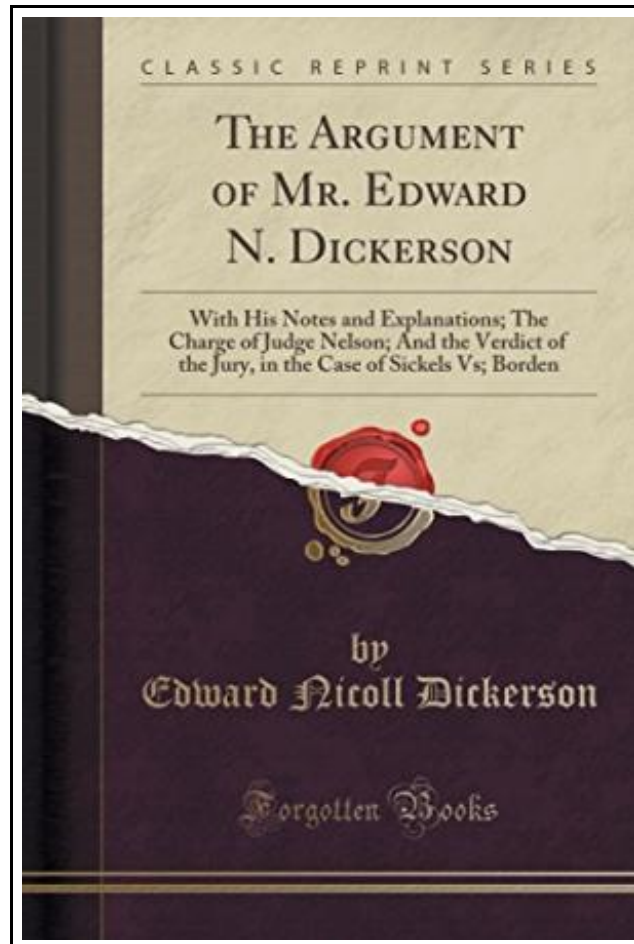 CLASSIC REPRINT SERIES
THE ARGUMENT
OF MR. EDWARD
N. DICKERSON
With His Notes and Explanations; The
Charge of Judge Nelson; And the Verdict of
the Jury, in the Case of Sickels Vs; Borden
by
Edward Nicoll Dickerson
Forgotten Books